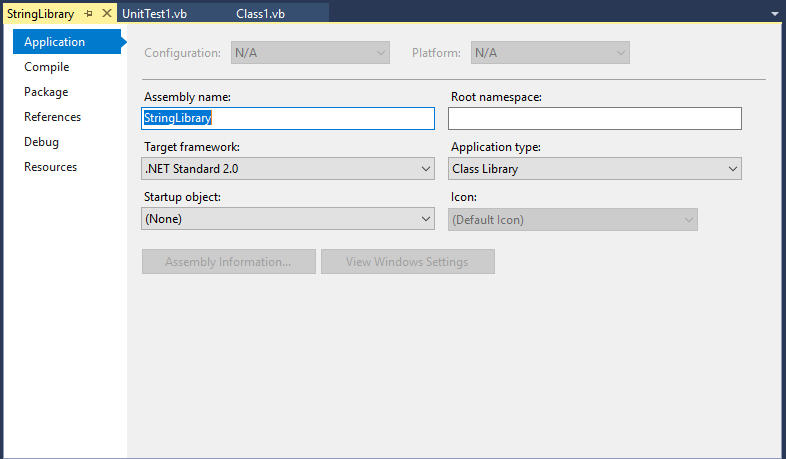 StringLibrary UnitTest1.vb Class1.vb
Application
Compile
Package
References
Debug
Resources
Configuration: N/A Platform: N/A
Assembly name: Root namespace:
StringLibrary
Target framework: Application type:
.NET Standard 2.0 Class Library
Startup object: Icon:
(None) (Default Icon)
Assembly Information... View Windows Settings